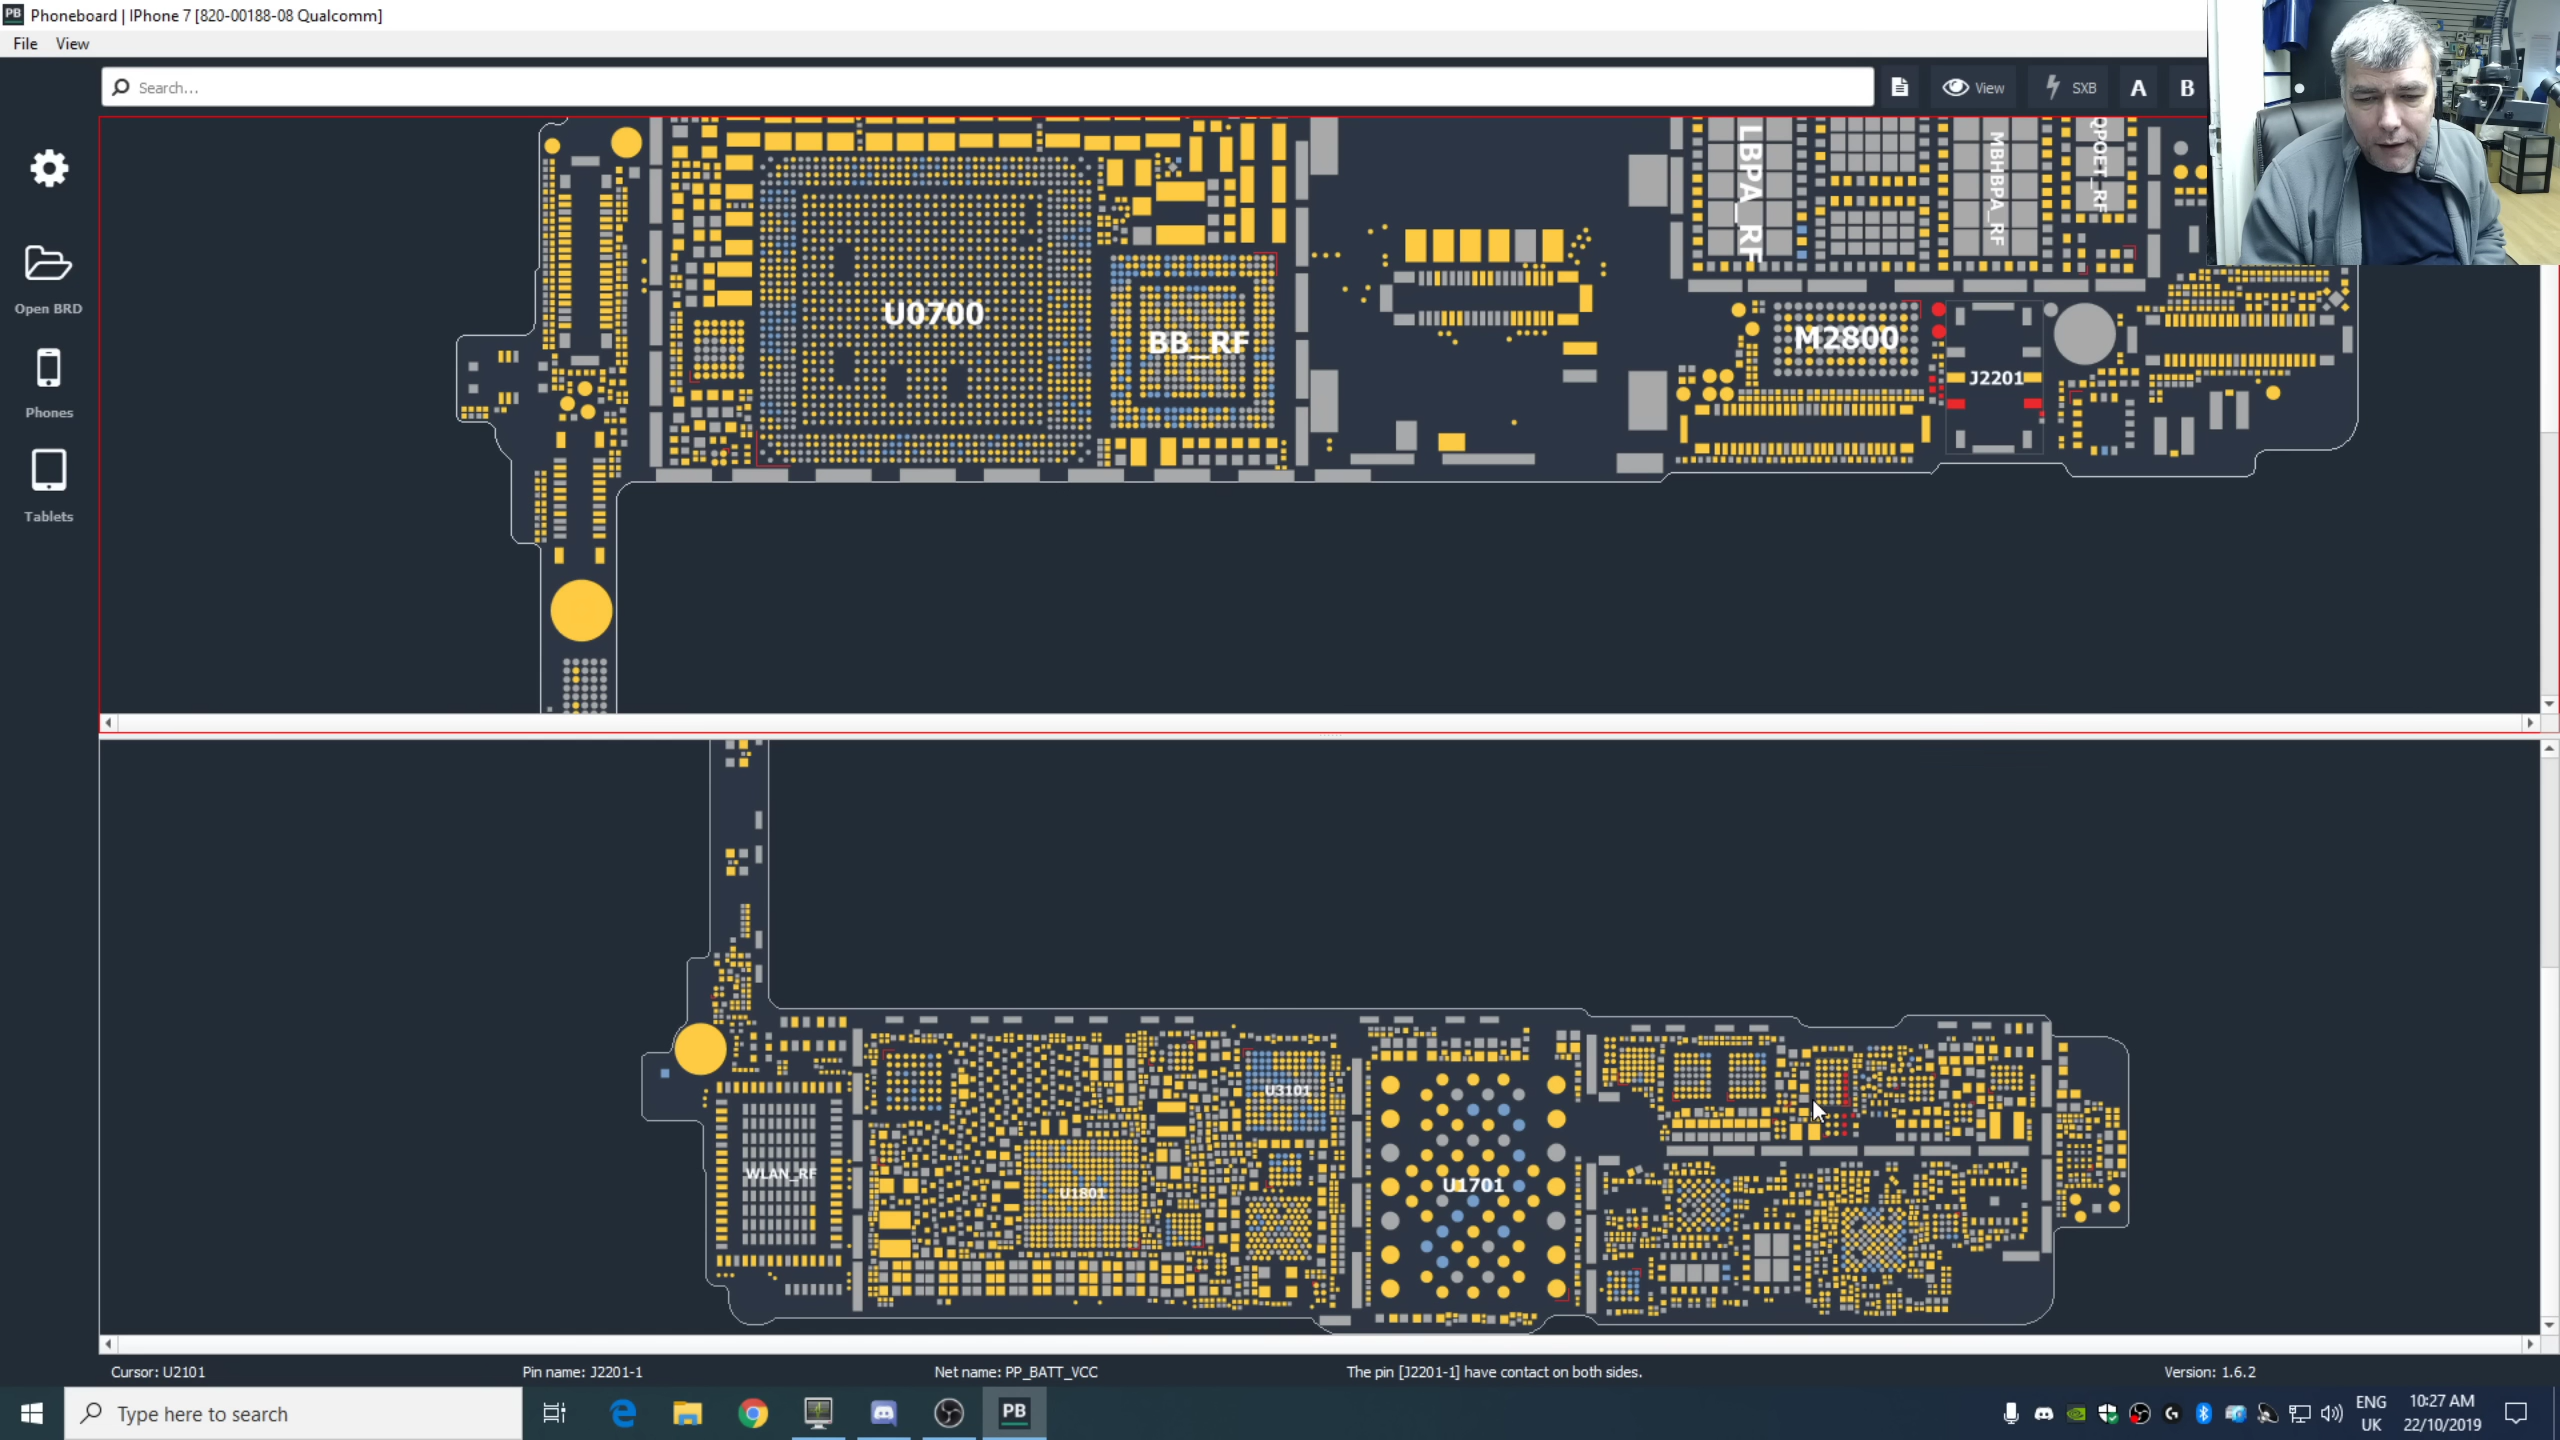 PB Phoneboard | IPhone 7 [820-00188-08 Qualcomm]
File View
Search...
View
SXB
A
B
Open BRD
Phones
Tablets
U0700
BB_RF
LBPA_RF
MBHBPA_RF
QPOET_RF
M2800
J2201
WLAN_RF
U1801
U3101
U1701
Cursor: U2101
Pin name: J2201-1
Net name: PP_BATT_VCC
The pin [J2201-1] have contact on both sides.
Version: 1.6.2
Type here to search
PB
ENG
UK
10:27 AM
22/10/2019